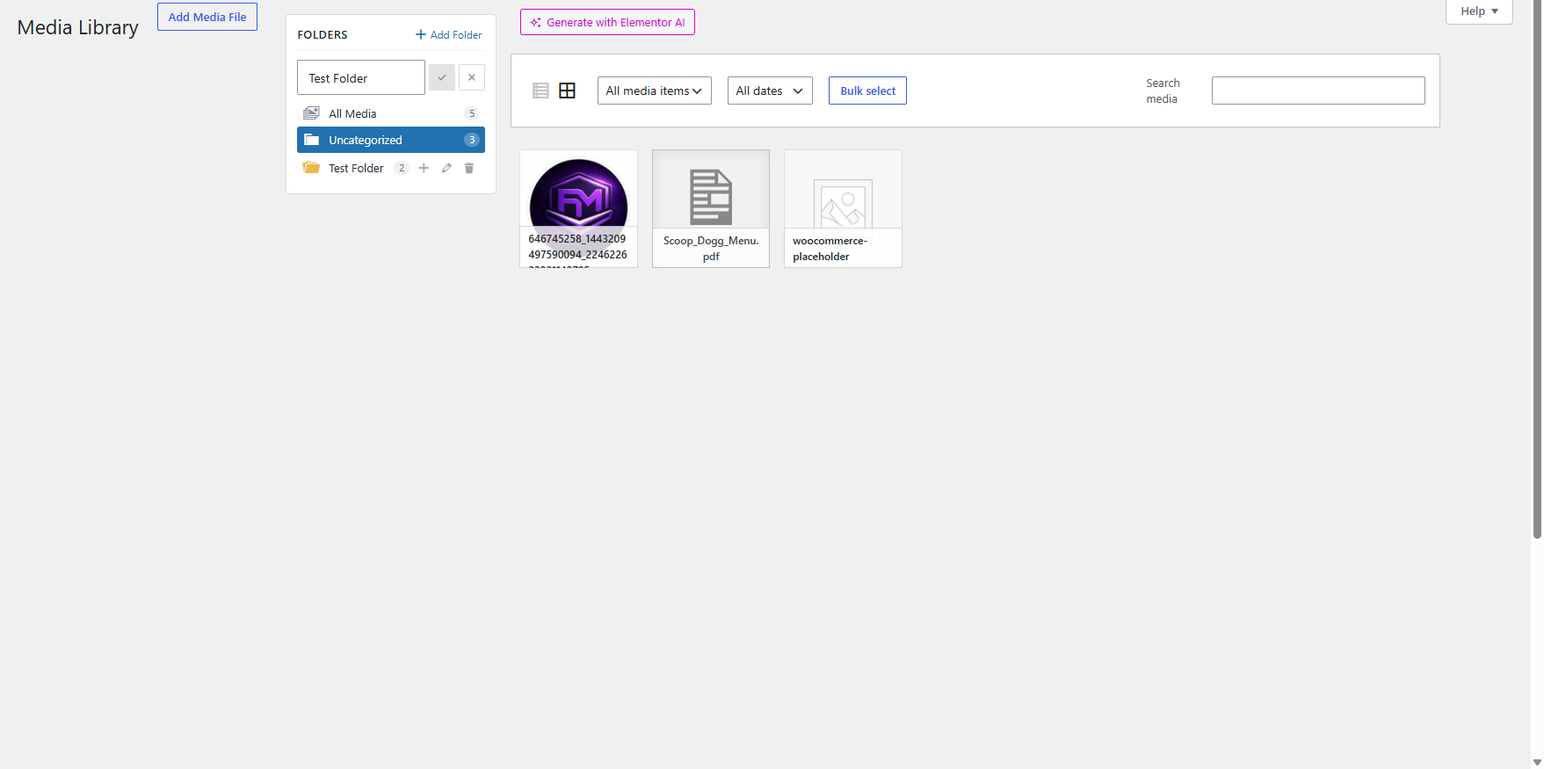 Media Library
Add Media File
FOLDERS
Add Folder
Test Folder
All Media 5
Uncategorized 3
Test Folder 2
Generate with Elementor AI
Help
All media items
All dates
Bulk select
Search
media
646745258_1443209
497590094_2246226
Scoop_Dogg_Menu.
pdf
woocommerce-
placeholder